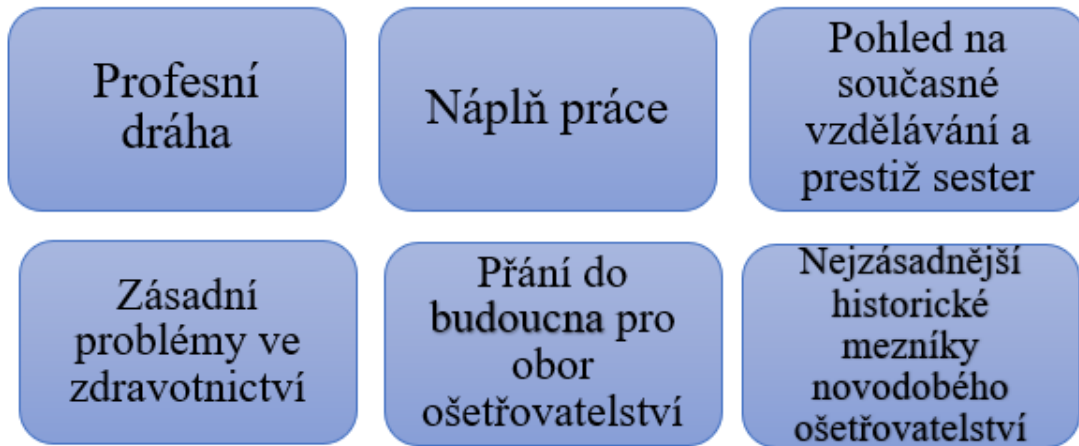 Profesní
dráha
Náplň práce
Pohled na
současné
vzdělávání a
prestiž sester
Zásadní
problémy ve
zdravotnictví
Přání do
budoucna pro
obor
ošetřovatelství
Nejzásadnější
historické
mezníky
novodobého
ošetřovatelství